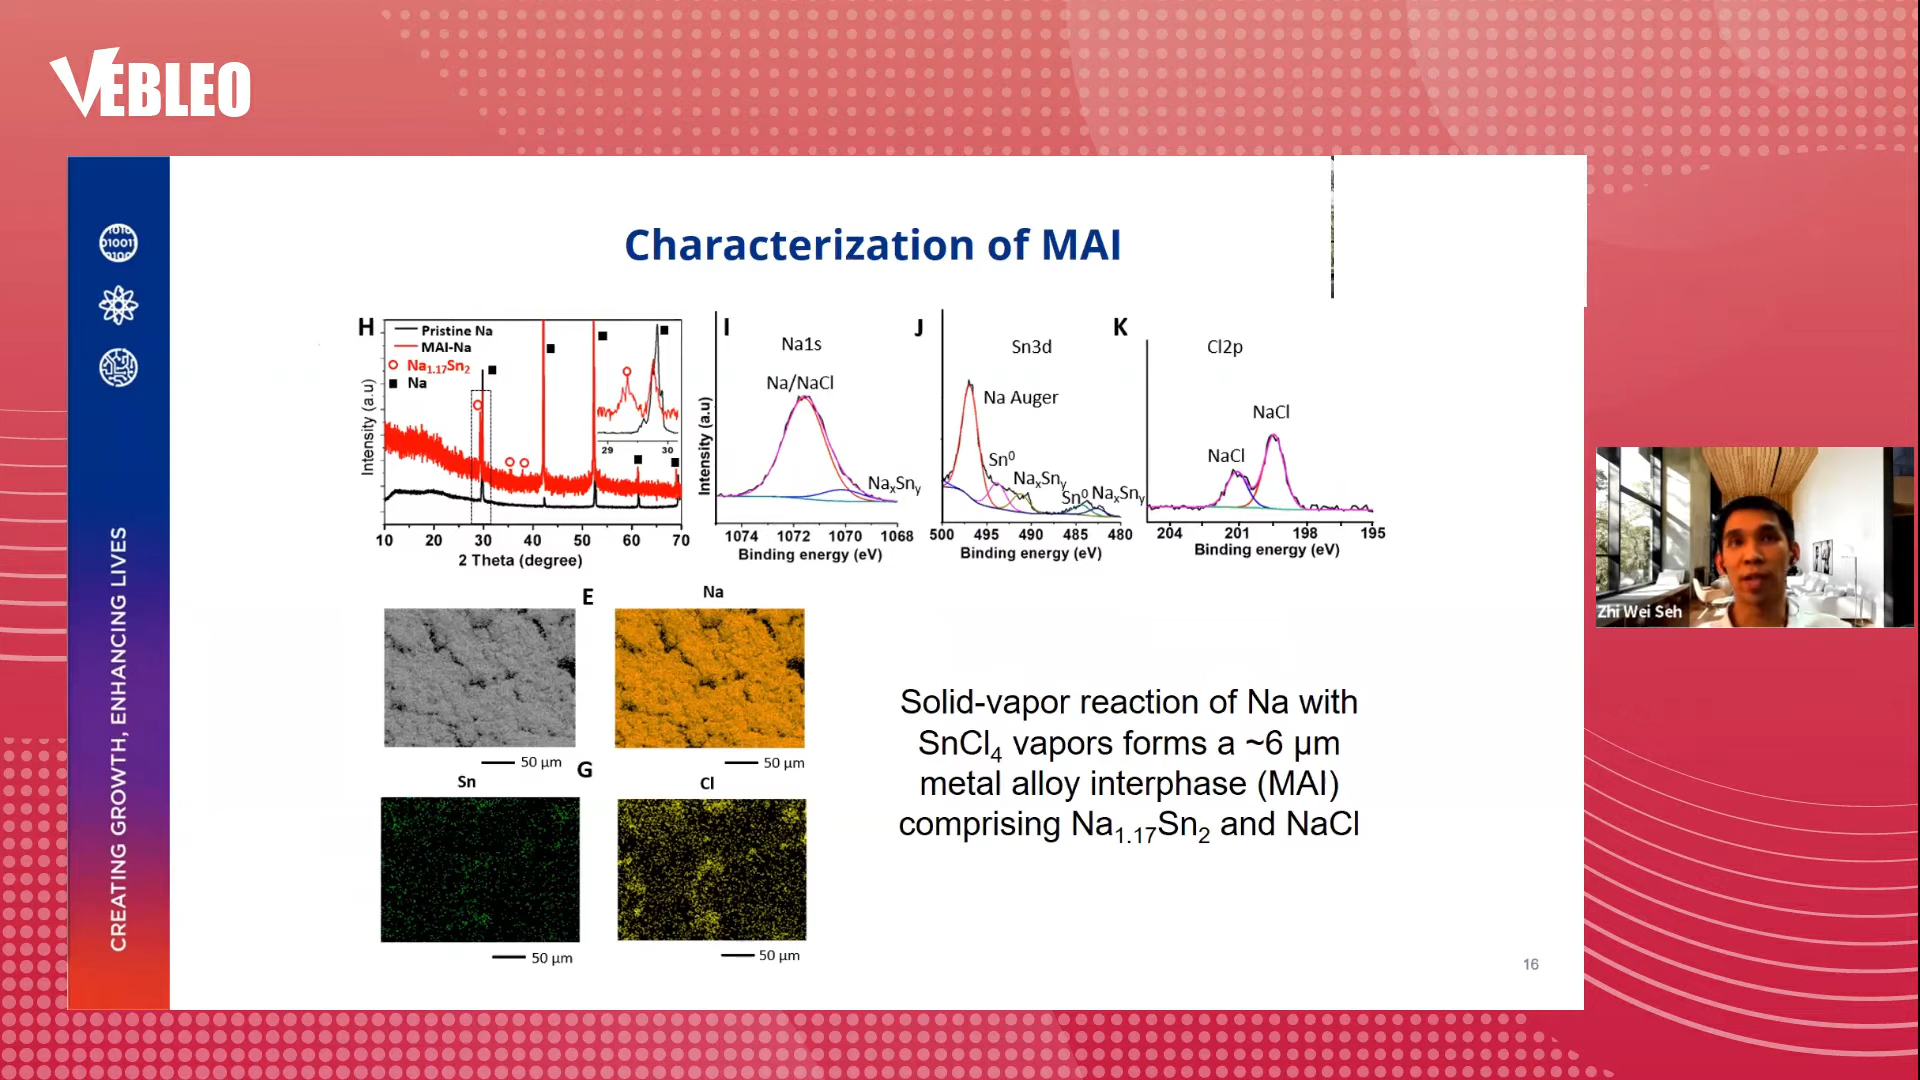 VEBLEO
1010
01001
0100
CREATING GROWTH, ENHANCING LIVES
Characterization of MAI
H
Pristine Na
MAI-Na
Na1.17Sn2
Na
29 30
Intensity (a.u)
10 20 30 40 50 60 70
2 Theta (degree)
I
Na1s
Na/NaCl
NaxSny
Intensity (a.u)
1074 1072 1070 1068
Binding energy (eV)
J
Sn3d
Na Auger
Sn0
NaxSny
Sn0 NaxSny
500 495 490 485 480
Binding energy (eV)
K
Cl2p
NaCl
NaCl
204 201 198 195
Binding energy (eV)
E
Na
50 µm
50 µm
G
Sn
Cl
50 µm
50 µm
Solid-vapor reaction of Na with
SnCl4 vapors forms a ~6 µm
metal alloy interphase (MAI)
comprising Na1.17Sn2 and NaCl
16
Zhi Wei Seh